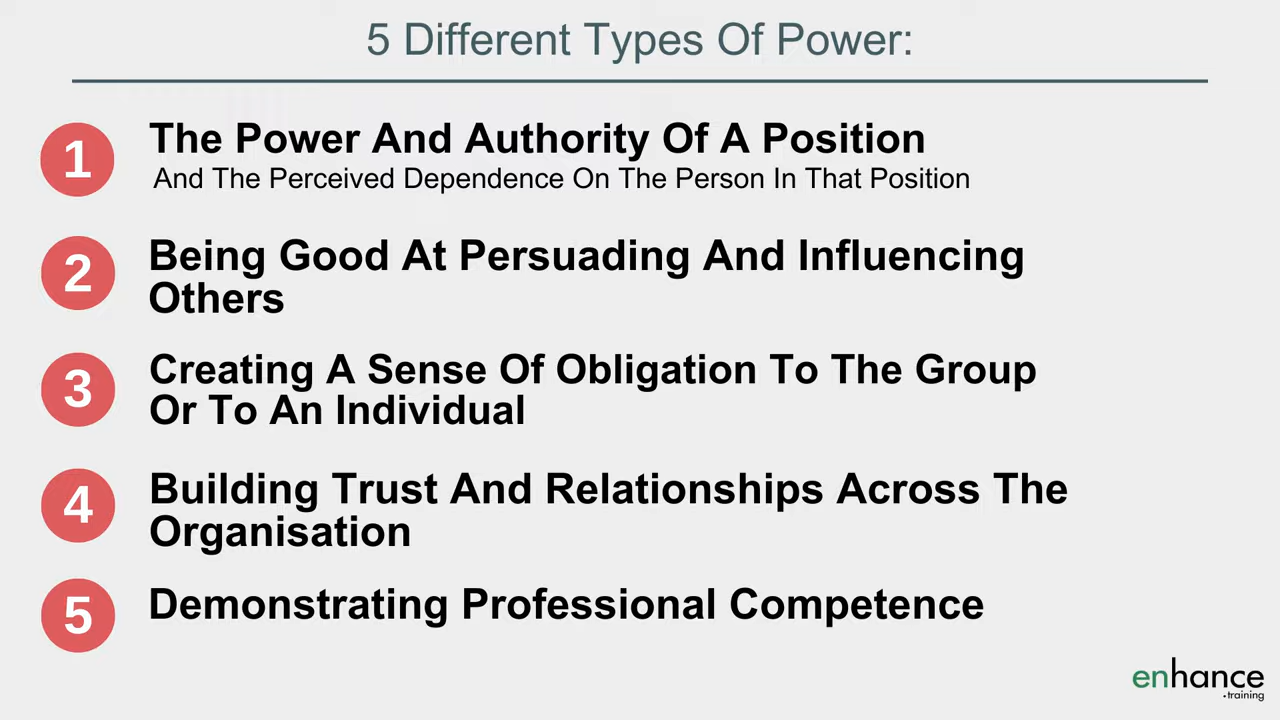 5 Different Types Of Power:
1
The Power And Authority Of A Position
And The Perceived Dependence On The Person In That Position
2
Being Good At Persuading And Influencing
Others
3
Creating A Sense Of Obligation To The Group
Or To An Individual
4
Building Trust And Relationships Across The
Organisation
5
Demonstrating Professional Competence
enhance
.training